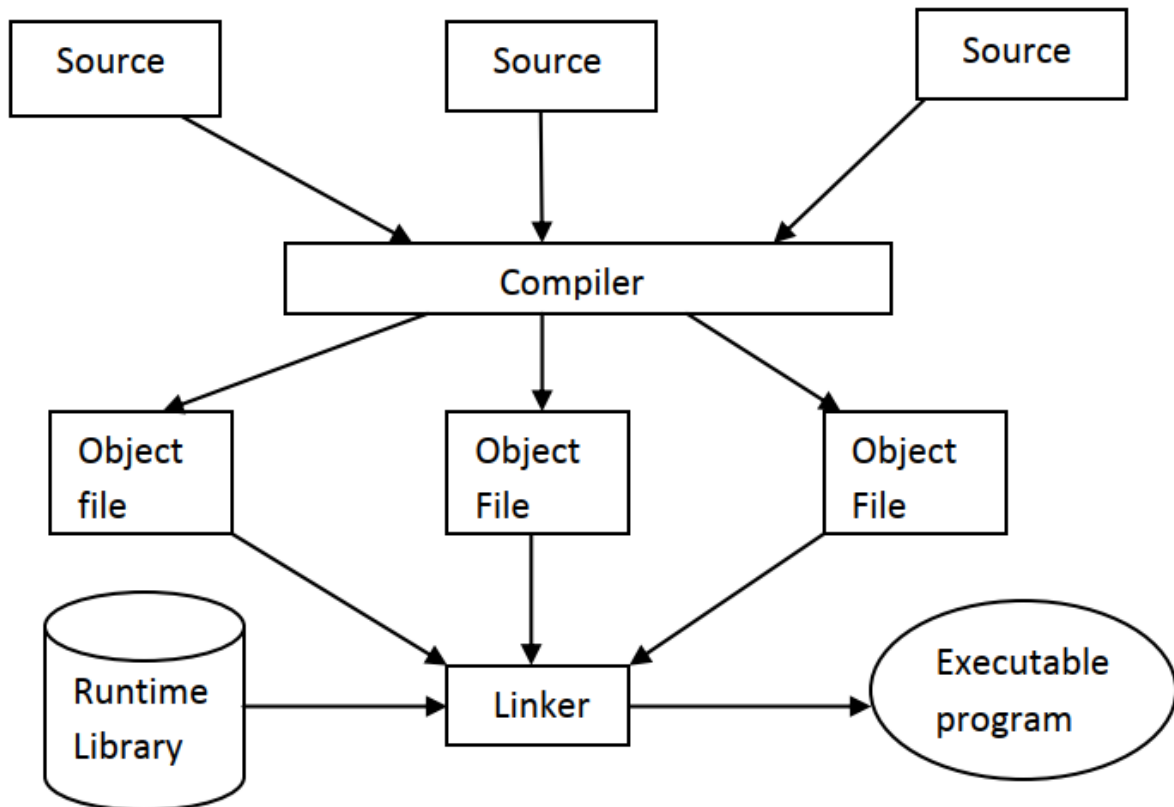 Source
Source
Source
Compiler
Object
file
Object
File
Object
File
Runtime
Library
Linker
Executable
program